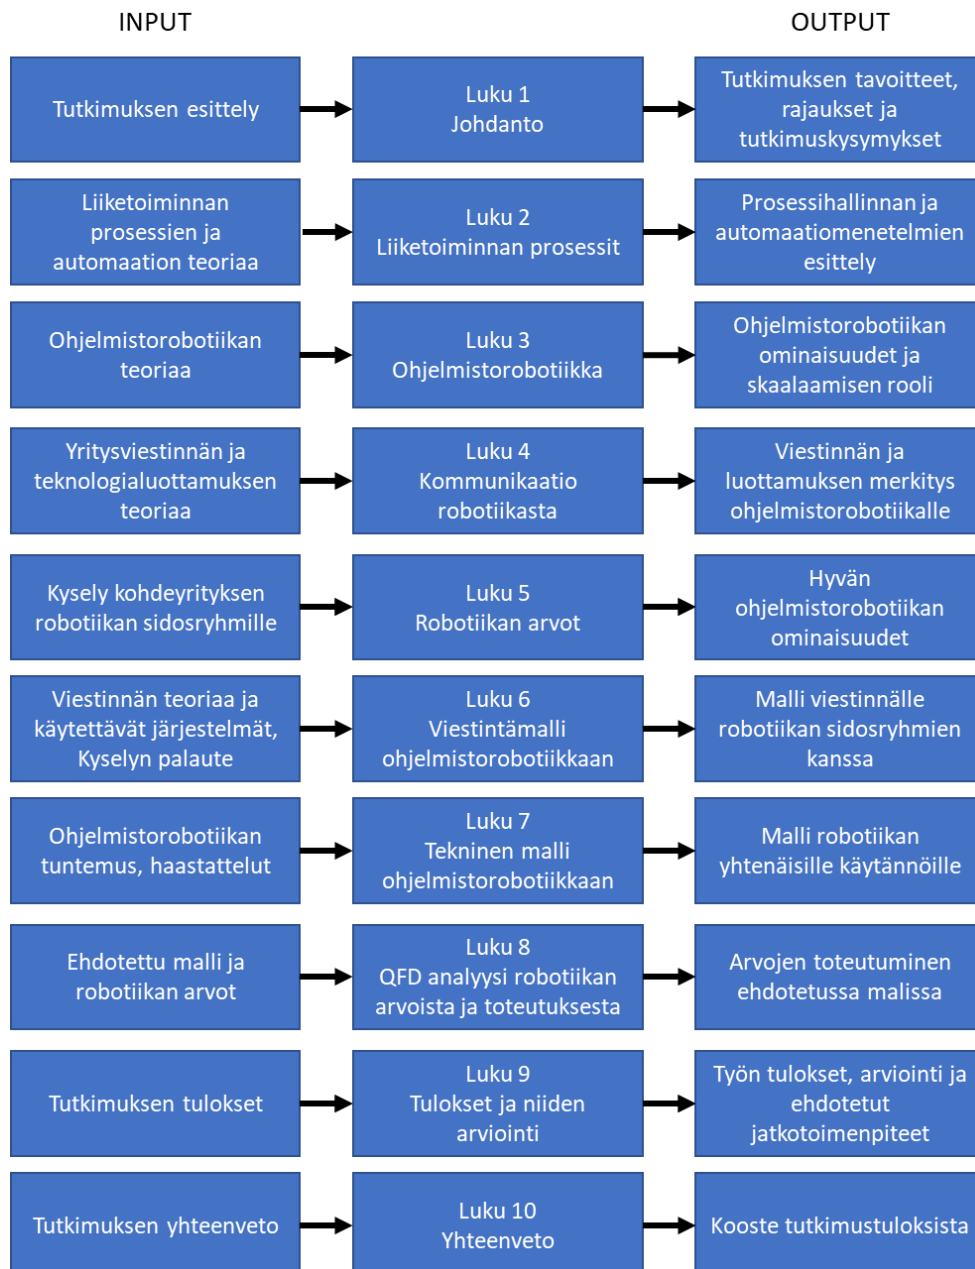 INPUT
OUTPUT
Tutkimuksen esittely
Luku 1
Johdanto
Tutkimuksen tavoitteet,
rajaukset ja
tutkimuskysymykset
Liiketoiminnan
prosessien ja
automaation teoriaa
Luku 2
Liiketoiminnan prosessit
Prosessihallinnan ja
automaatiomenetelmien
esittely
Ohjelmistorobotiikan
teoriaa
Luku 3
Ohjelmistorobotiikka
Ohjelmistorobotiikan
ominaisuudet ja
skaalaamisen rooli
Yritysviestinnän ja
teknologialuottamuksen
teoriaa
Luku 4
Kommunikaatio
robotiikasta
Viestinnän ja
luottamuksen merkitys
ohjelmistorobotiikalle
Kysely kohdeyrityksen
robotiikan sidosryhmille
Luku 5
Robotiikan arvot
Hyvän
ohjelmistorobotiikan
ominaisuudet
Viestinnän teoriaa ja
käytettävät järjestelmät,
Kyselyn palaute
Luku 6
Viestintämalli
ohjelmistorobotiikkaan
Malli viestinnälle
robotiikan sidosryhmien
kanssa
Ohjelmistorobotiikan
tuntemus, haastattelut
Luku 7
Tekninen malli
ohjelmistorobotiikkaan
Malli robotiikan
yhtenäisille käytännöille
Ehdotettu malli ja
robotiikan arvot
Luku 8
QFD analyysi robotiikan
arvoista ja toteutuksesta
Arvojen toteutuminen
ehdotetussa malissa
Tutkimuksen tulokset
Luku 9
Tulokset ja niiden
arviointi
Työn tulokset, arviointi ja
ehdotetut
jatkotoimenpiteet
Tutkimuksen yhteenveto
Luku 10
Yhteenveto
Kooste tutkimustuloksista